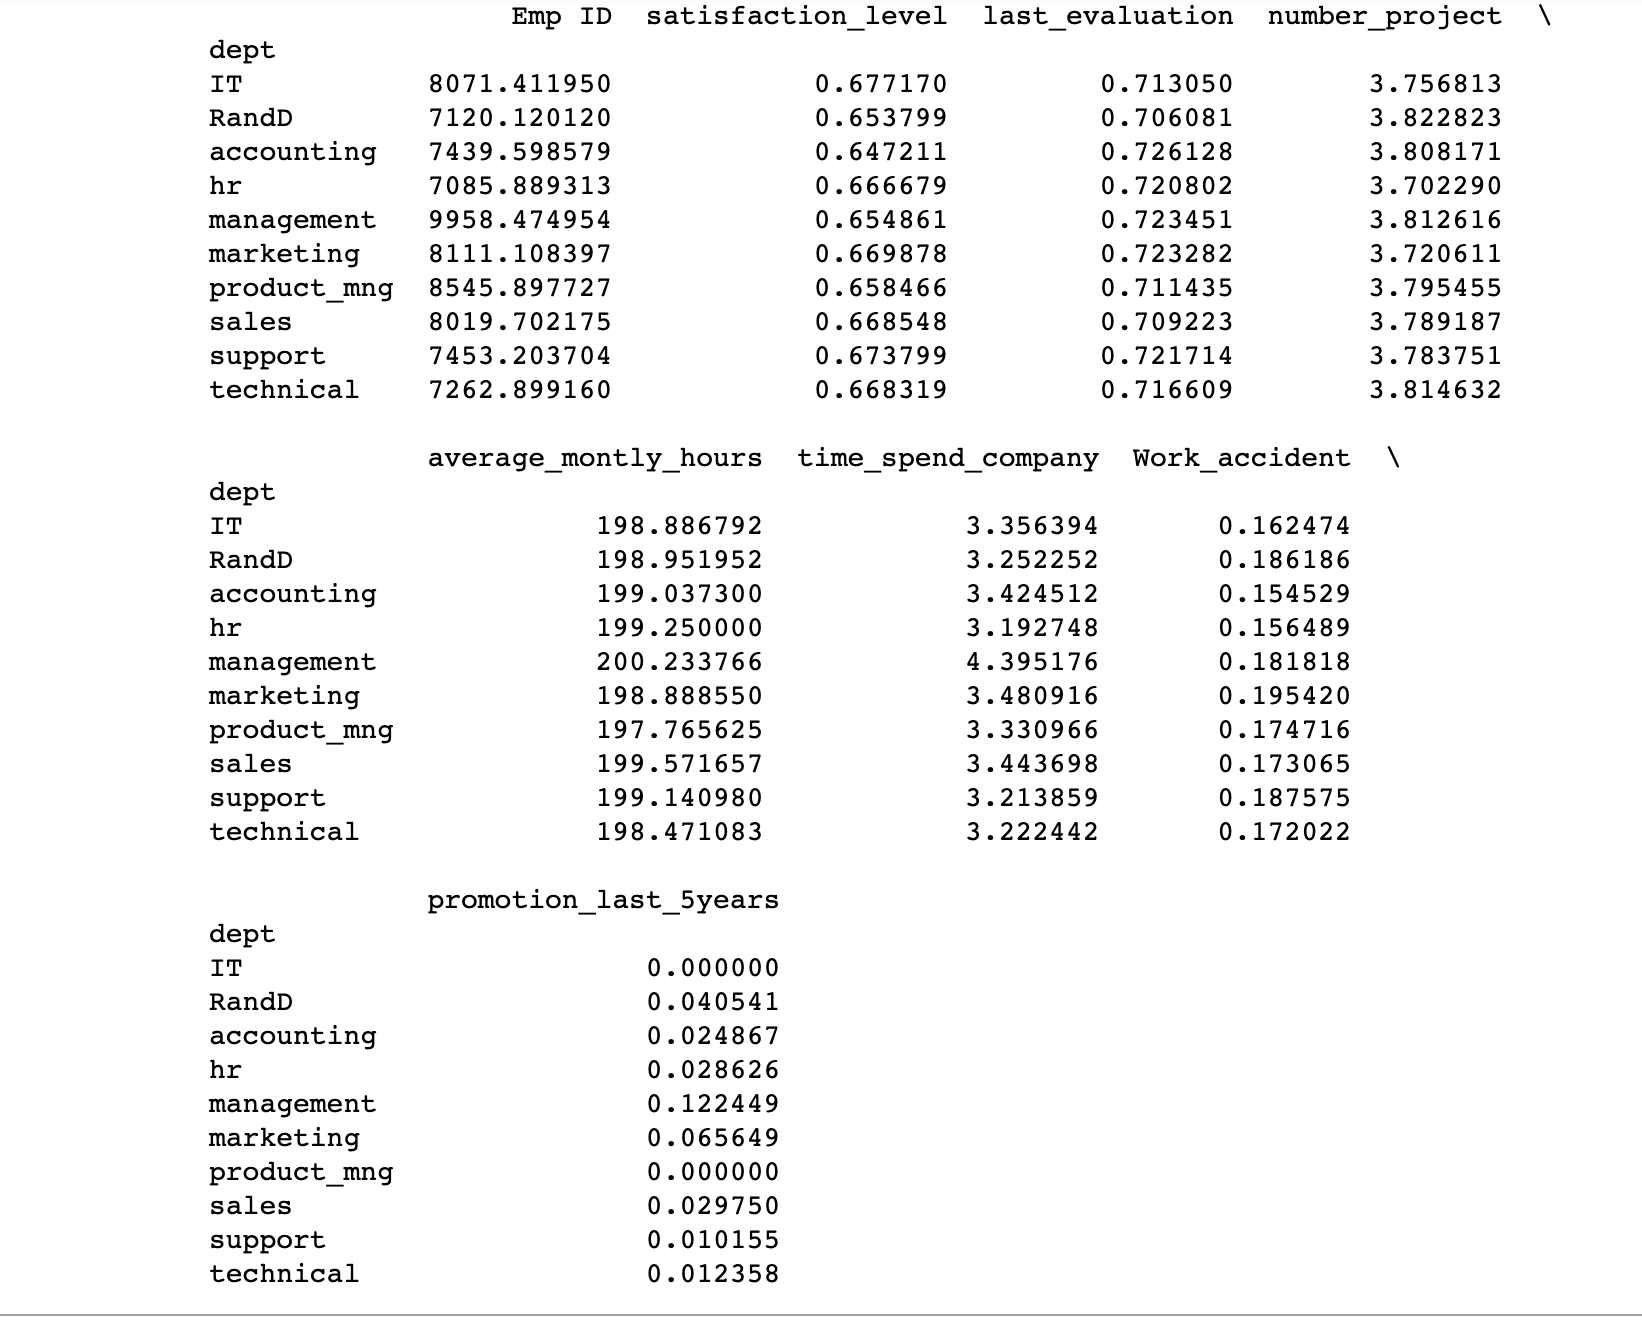 Emp ID satisfaction_level last_evaluation number_project \
dept
IT 8071.411950 0.677170 0.713050 3.756813
RandD 7120.120120 0.653799 0.706081 3.822823
accounting 7439.598579 0.647211 0.726128 3.808171
hr 7085.889313 0.666679 0.720802 3.702290
management 9958.474954 0.654861 0.723451 3.812616
marketing 8111.108397 0.669878 0.723282 3.720611
product_mng 8545.897727 0.658466 0.711435 3.795455
sales 8019.702175 0.668548 0.709223 3.789187
support 7453.203704 0.673799 0.721714 3.783751
technical 7262.899160 0.668319 0.716609 3.814632
average_montly_hours time_spend_company Work_accident \
dept
IT 198.886792 3.356394 0.162474
RandD 198.951952 3.252252 0.186186
accounting 199.037300 3.424512 0.154529
hr 199.250000 3.192748 0.156489
management 200.233766 4.395176 0.181818
marketing 198.888550 3.480916 0.195420
product_mng 197.765625 3.330966 0.174716
sales 199.571657 3.443698 0.173065
support 199.140980 3.213859 0.187575
technical 198.471083 3.222442 0.172022
promotion_last_5years
dept
IT 0.000000
RandD 0.040541
accounting 0.024867
hr 0.028626
management 0.122449
marketing 0.065649
product_mng 0.000000
sales 0.029750
support 0.010155
technical 0.012358